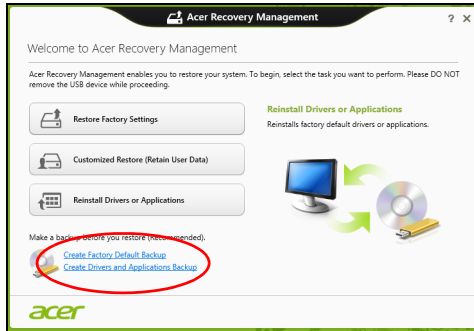 Acer Recovery Management
? X
Welcome to Acer Recovery Management
Acer Recovery Management enables you to restore your system. To begin, select the task you want to perform. Please DO NOT
remove the USB device while proceeding.
Restore Factory Settings
Customized Restore (Retain User Data)
Reinstall Drivers or Applications
Reinstall Drivers or Applications
Reinstalls factory default drivers or applications.
Make a backup before you restore (Recommended).
Create Factory Default Backup
Create Drivers and Applications Backup
acer